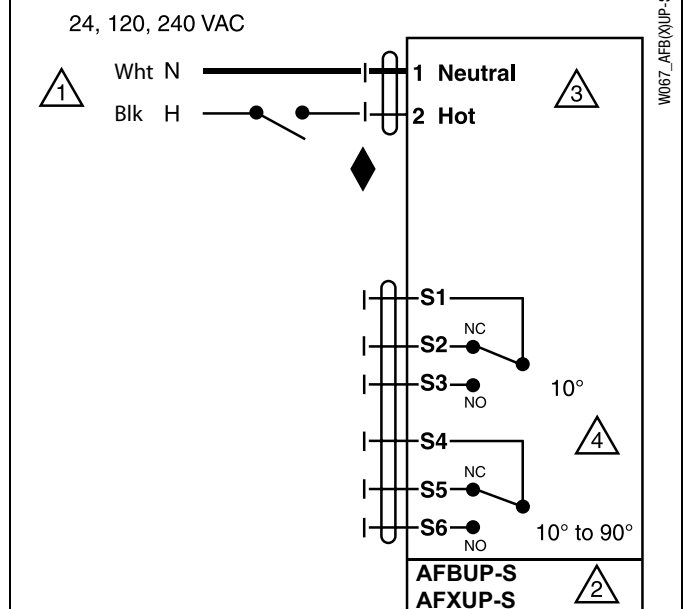 24, 120, 240 VAC
W067_AFB(X)UP-S
1
Wht N
1 Neutral
3
Blk H
2 Hot
S1
S2
NC
S3
NO
10°
S4
4
S5
NC
S6
NO
10° to 90°
AFBUP-S
AFXUP-S
2